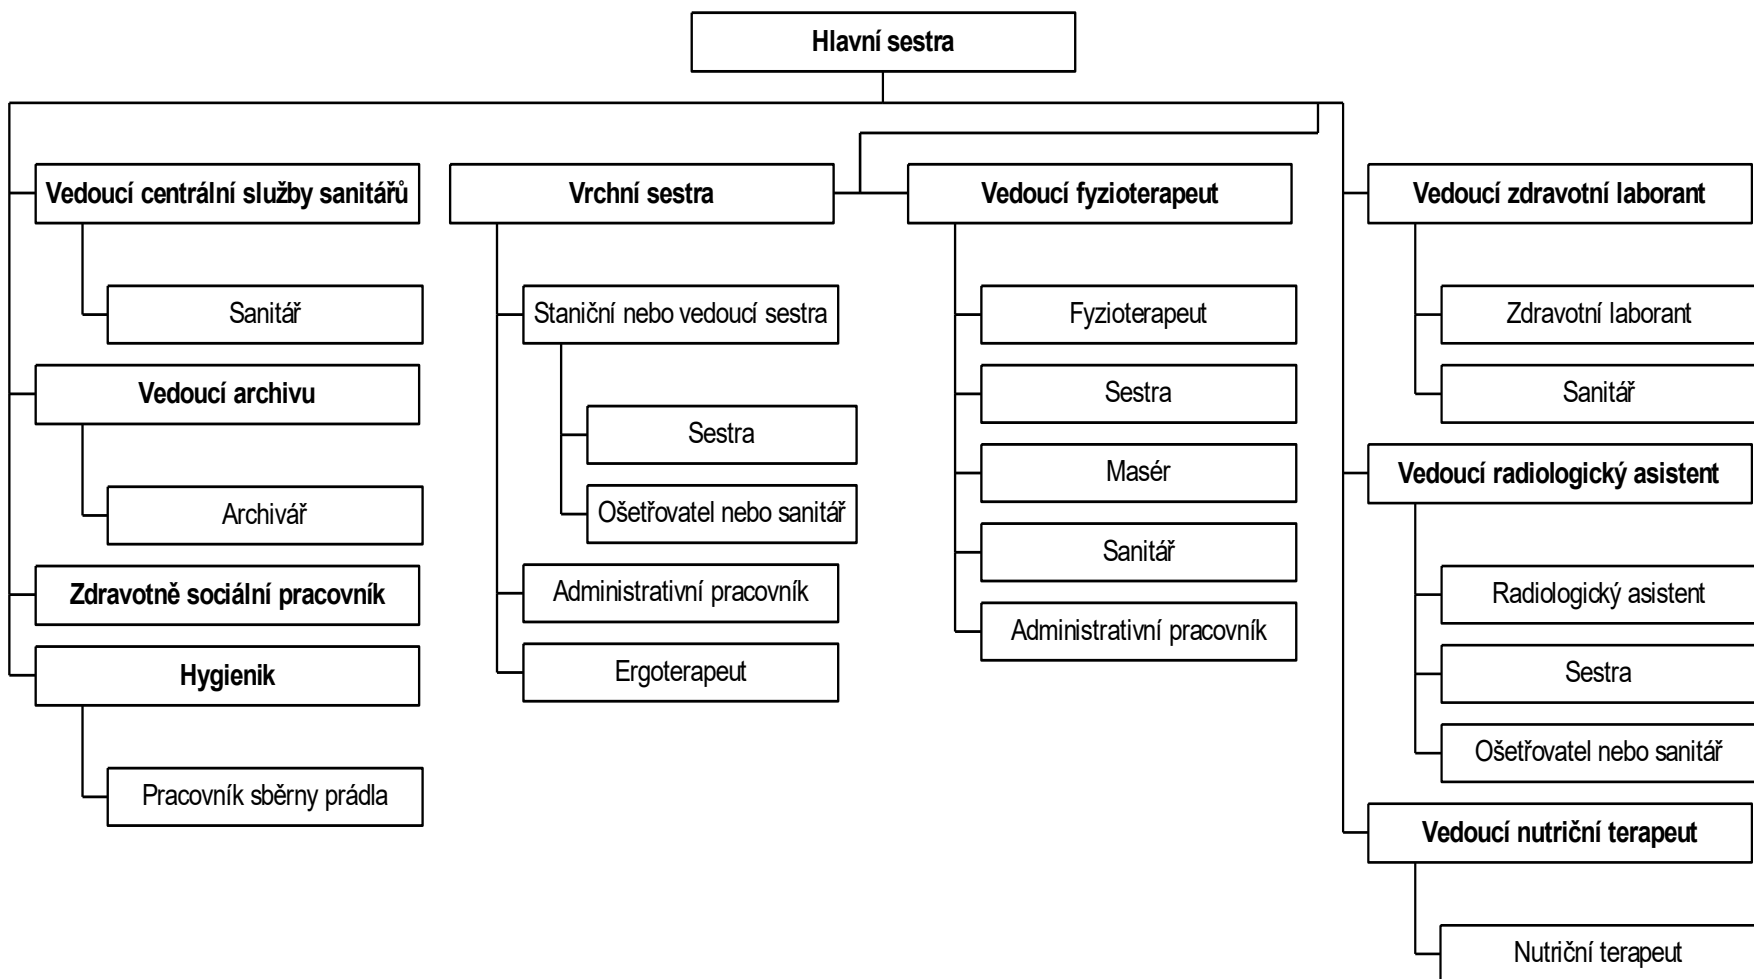 Hlavní sestra
Vedoucí centrální služby sanitářů
Sanitář
Vedoucí archivu
Archivář
Zdravotně sociální pracovník
Hygienik
Pracovník sběrny prádla
Vrchní sestra
Staniční nebo vedoucí sestra
Sestra
Ošetřovatel nebo sanitář
Administrativní pracovník
Ergoterapeut
Vedoucí fyzioterapeut
Fyzioterapeut
Sestra
Masér
Sanitář
Administrativní pracovník
Vedoucí zdravotní laborant
Zdravotní laborant
Sanitář
Vedoucí radiologický asistent
Radiologický asistent
Sestra
Ošetřovatel nebo sanitář
Vedoucí nutriční terapeut
Nutriční terapeut